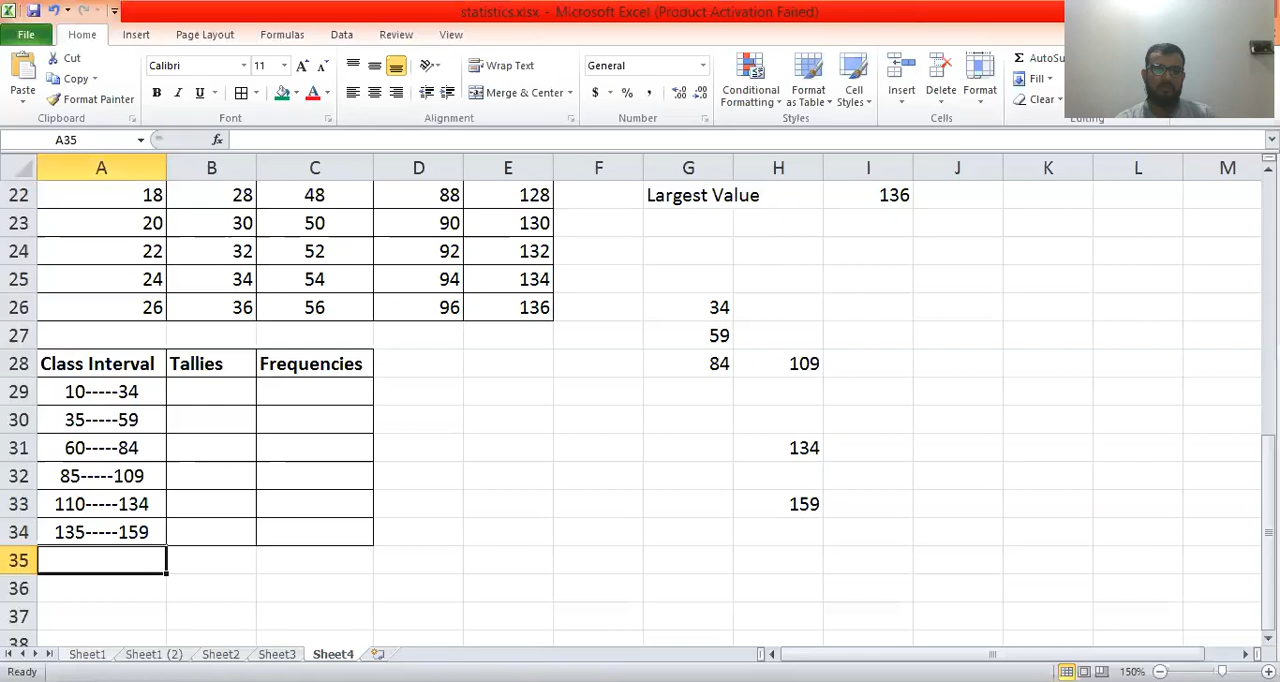 statistics.xlsx - Microsoft Excel (Product Activation Failed)
File Home Insert Page Layout Formulas Data Review View
Paste
Cut
Copy
Format Painter
Clipboard
Calibri 11
B I U
Font
Wrap Text
Merge & Center
Alignment
General
$ % ,
Number
Conditional Formatting
Format as Table
Cell Styles
Styles
Insert Delete Format
Cells
Σ AutoSu
Fill
Clear
A35 fx
A B C D E F G H I J K L M
22 18 28 48 88 128 Largest Value 136
23 20 30 50 90 130
24 22 32 52 92 132
25 24 34 54 94 134
26 26 36 56 96 136 34
27 59
28 Class Interval Tallies Frequencies 84 109
29 10-----34
30 35-----59
31 60-----84 134
32 85-----109
33 110-----134 159
34 135-----159
35
36
37
38
Sheet1 Sheet1 (2) Sheet2 Sheet3 Sheet4
Ready 150%